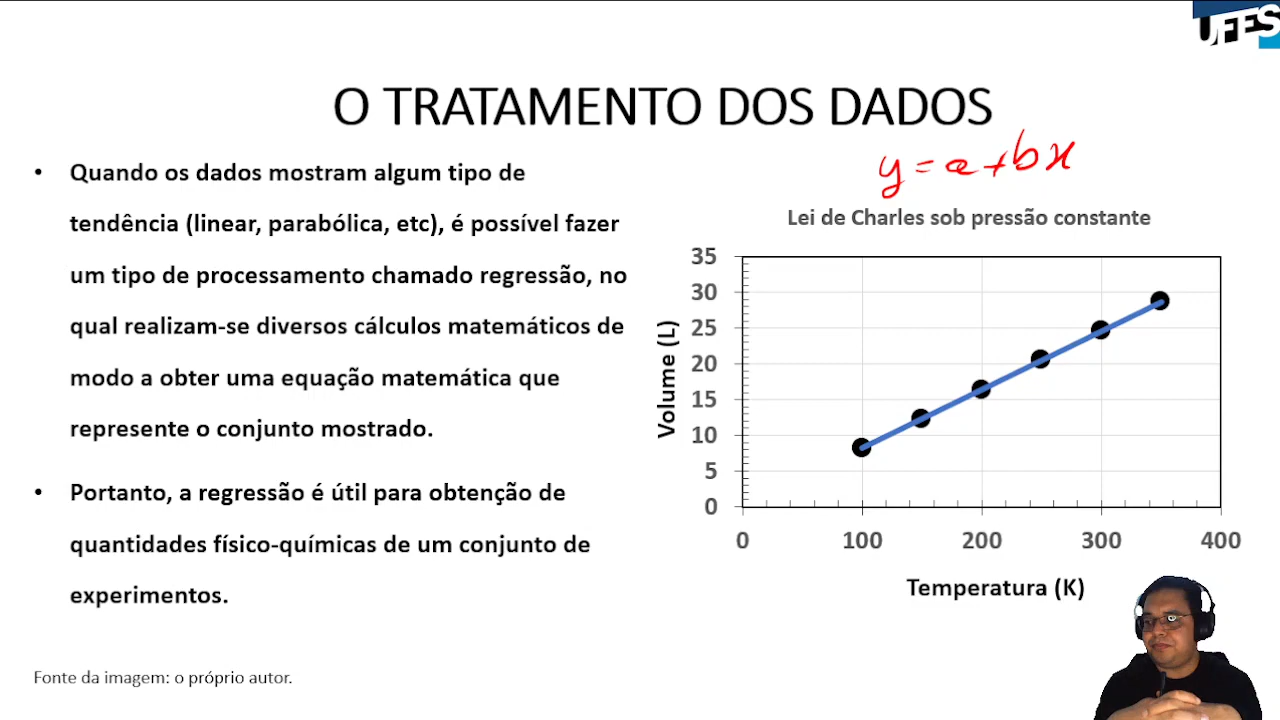 UFES
O TRATAMENTO DOS DADOS
• Quando os dados mostram algum tipo de
tendência (linear, parabólica, etc), é possível fazer
um tipo de processamento chamado regressão, no
qual realizam-se diversos cálculos matemáticos de
modo a obter uma equação matemática que
represente o conjunto mostrado.
• Portanto, a regressão é útil para obtenção de
quantidades físico-químicas de um conjunto de
experimentos.
y = a + bx
Lei de Charles sob pressão constante
Volume (L)
35
30
25
20
15
10
5
0
0 100 200 300 400
Temperatura (K)
Fonte da imagem: o próprio autor.